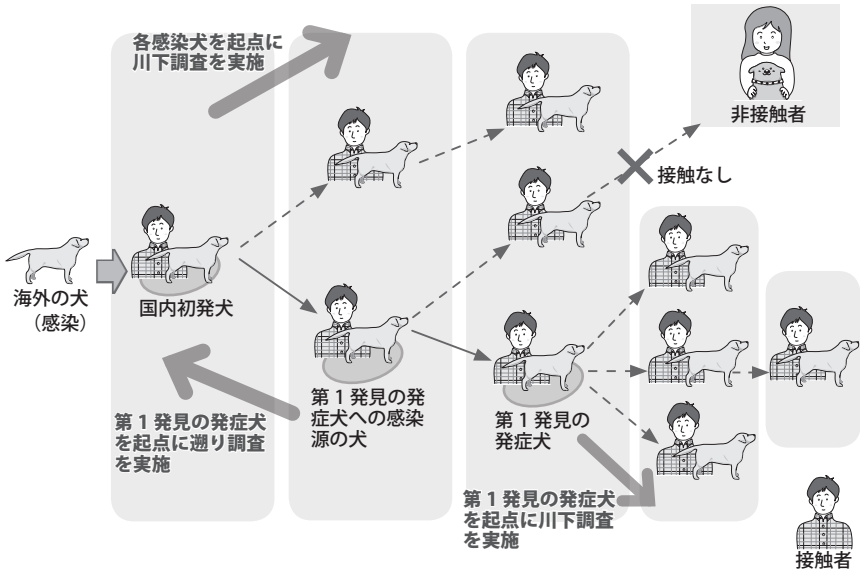 各感染犬を起点に
川下調査を実施
非接触者
接触なし
海外の犬
（感染）
国内初発犬
第1発見の発
症犬への感染
源の犬
第1発見の
発症犬
第1発見の発症犬
を起点に遡り調査
を実施
第1発見の発症犬
を起点に川下調査
を実施
接触者